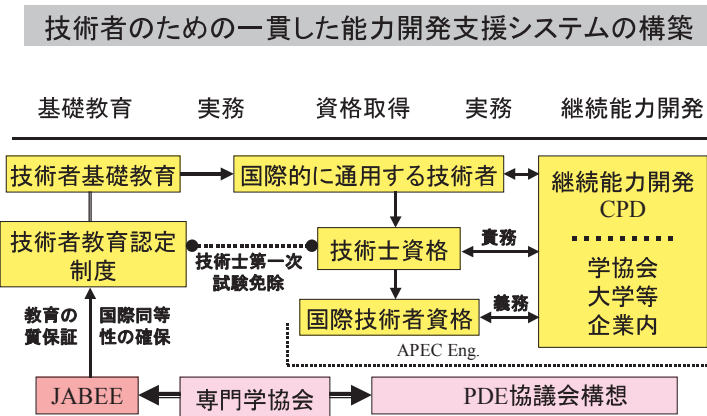 技術者のための一貫した能力開発支援システムの構築
基礎教育 実務 資格取得 実務 継続能力開発
技術者基礎教育
国際的に通用する技術者
継続能力開発
CPD
学協会
大学等
企業内
技術者教育認定
制度
技術士第一次
試験免除
技術士資格
責務
教育の
質保証
国際同等
性の確保
国際技術者資格
義務
APEC Eng.
JABEE
専門学協会
PDE協議会構想